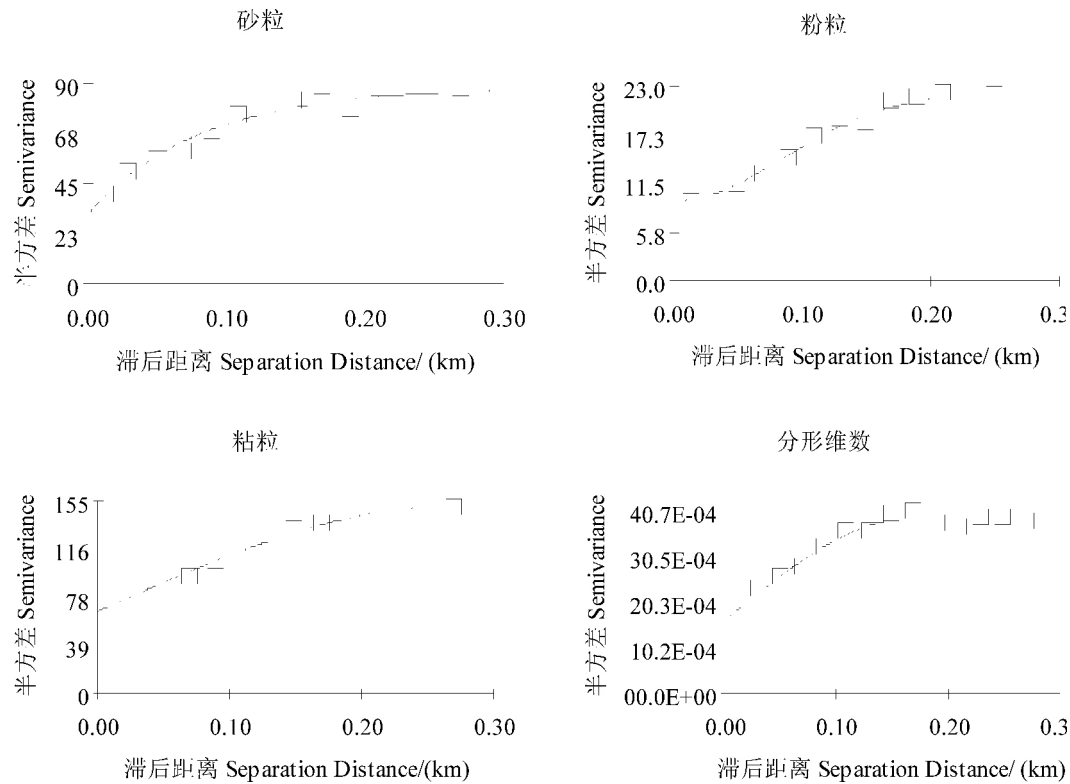 砂粒
半方差 Semivariance
90
68
45
23
0
0.00 0.10 0.20 0.30
滞后距离 Separation Distance/ (km)
粉粒
半方差 Semivariance
23.0
17.3
11.5
5.8
0.0
0.00 0.10 0.20 0.3
滞后距离 Separation Distance/ (km)
粘粒
半方差 Semivariance
155
116
78
39
0
0.00 0.10 0.20 0.30
滞后距离 Separation Distance/(km)
分形维数
半方差 Semivariance
40.7E-04
30.5E-04
20.3E-04
10.2E-04
00.0E+00
0.00 0.10 0.20 0.30
滞后距离 Separation Distance/ (km)